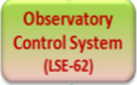 Observatory
Control System
(LSE-62)